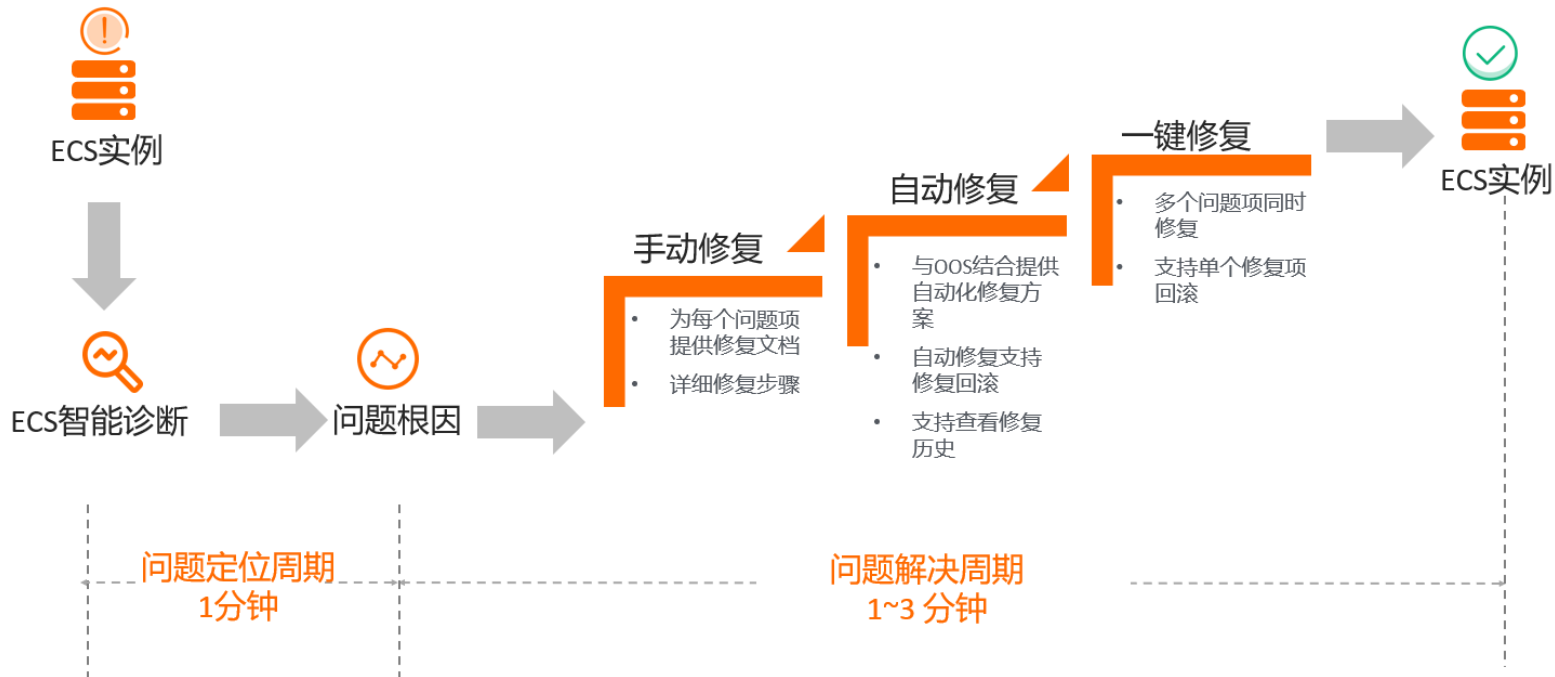 ECS实例
ECS智能诊断
问题根因
手动修复
• 为每个问题项
提供修复文档
• 详细修复步骤
自动修复
• 与OOS结合提供
自动化修复方
案
• 自动修复支持
修复回滚
• 支持查看修复
历史
一键修复
• 多个问题项同时
修复
• 支持单个修复项
回滚
ECS实例
问题定位周期
1分钟
问题解决周期
1~3 分钟